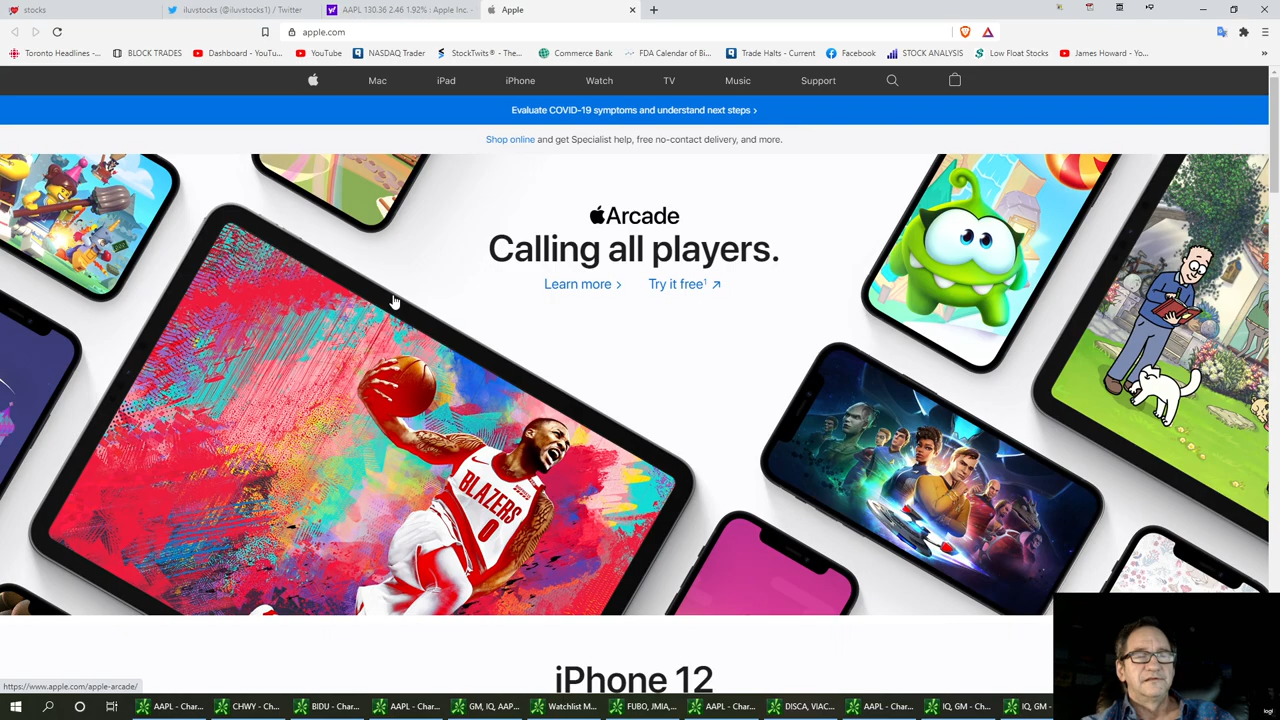 stocks
iluvstocks (@iluvstocks1) / Twitter
AAPL 130.36 2.46 1.92% : Apple Inc. -
Apple
apple.com
Toronto Headlines -...
BLOCK TRADES
Dashboard - YouTu...
YouTube
NASDAQ Trader
StockTwits® - The...
Commerce Bank
FDA Calendar of Bi...
Trade Halts - Current
Facebook
STOCK ANALYSIS
Low Float Stocks
James Howard - Yo...
Mac
iPad
iPhone
Watch
TV
Music
Support
Evaluate COVID-19 symptoms and understand next steps >
Shop online and get Specialist help, free no-contact delivery, and more.
Arcade
Calling all players.
Learn more >
Try it free¹ ↗
BLAZERS
0
iPhone 12
https://www.apple.com/apple-arcade/
AAPL - Char...
CHWY - Ch...
BIDU - Char...
AAPL - Char...
GM, IQ, AAP...
Watchlist M...
FUBO, JMIA,...
AAPL - Char...
DISCA, VIAC...
AAPL - Char...
IQ, GM - Ch...
IQ, GM -